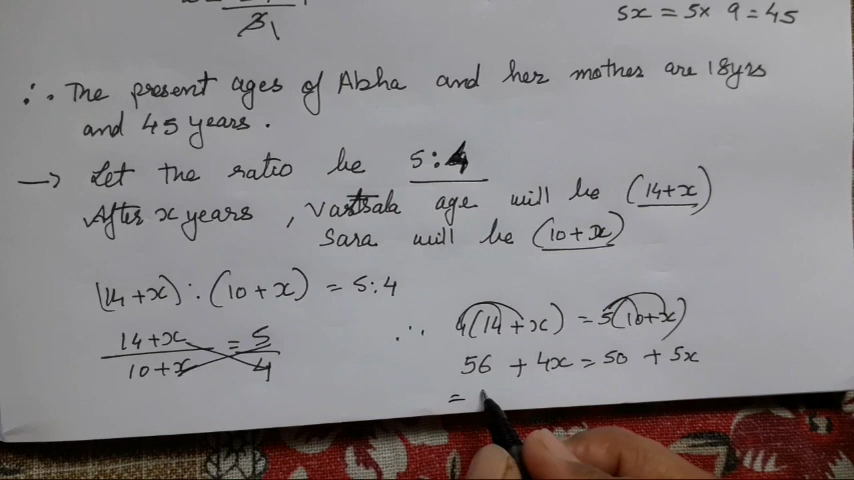 5x = 5x 9 = 45
∴ The present ages of Abha and her mother are 18yrs
and 45 years.
→ Let the ratio be 5:4
After x years, Vatsala age will be (14+x)
Sara will be (10+x)
(14+x) : (10+x) = 5:4
14+x = 5
10+x 4
∴ 4(14+x) = 5(10+x)
56 + 4x = 50 + 5x
=